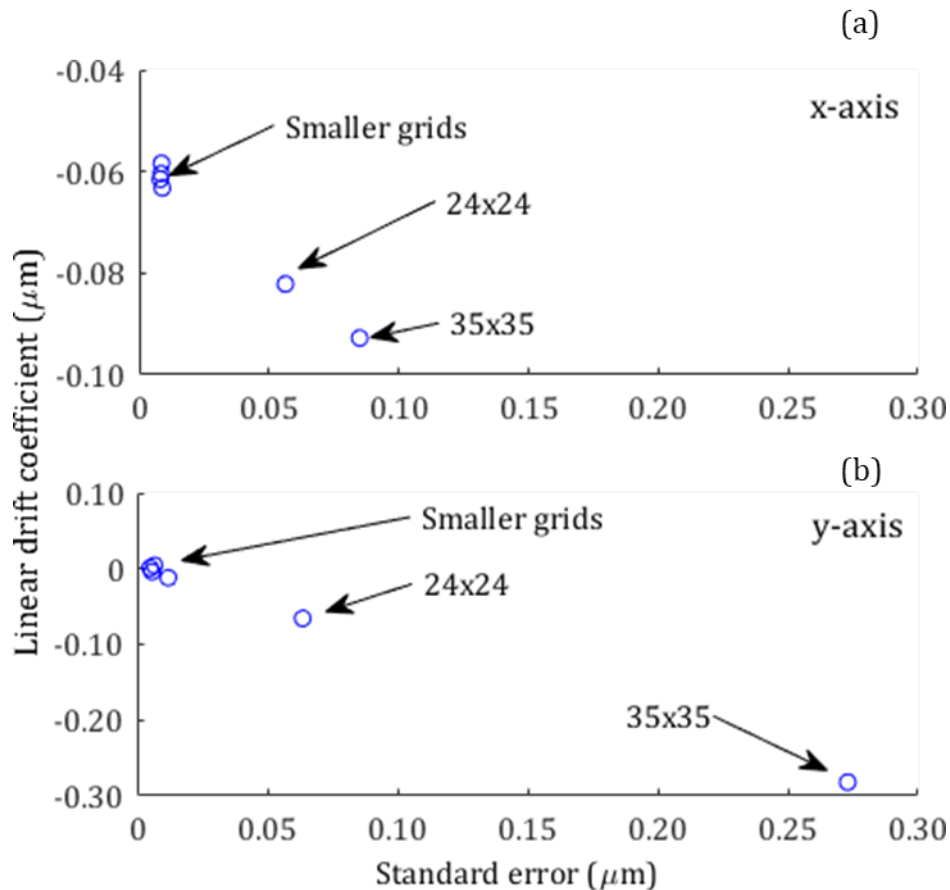 (a)
-0.04
x-axis
Smaller grids
-0.06
24x24
-0.08
35x35
-0.10
0 0.05 0.10 0.15 0.20 0.25 0.30
Linear drift coefficient (μm)
(b)
0.10
y-axis
Smaller grids
0
24x24
-0.10
-0.20
35x35
-0.30
0 0.05 0.10 0.15 0.20 0.25 0.30
Standard error (μm)